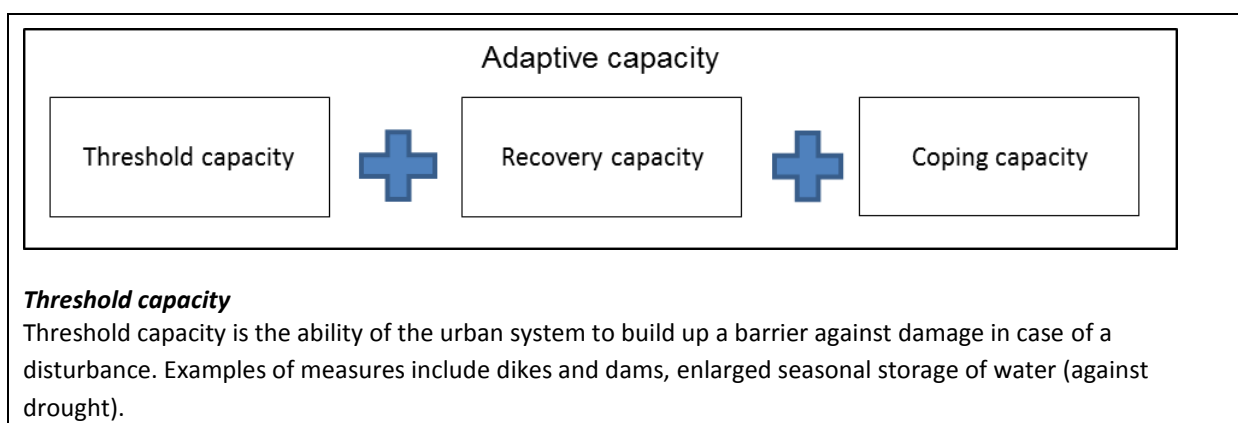 Adaptive capacity
Threshold capacity
Recovery capacity
Coping capacity
Threshold capacity
Threshold capacity is the ability of the urban system to build up a barrier against damage in case of a
disturbance. Examples of measures include dikes and dams, enlarged seasonal storage of water (against
drought).